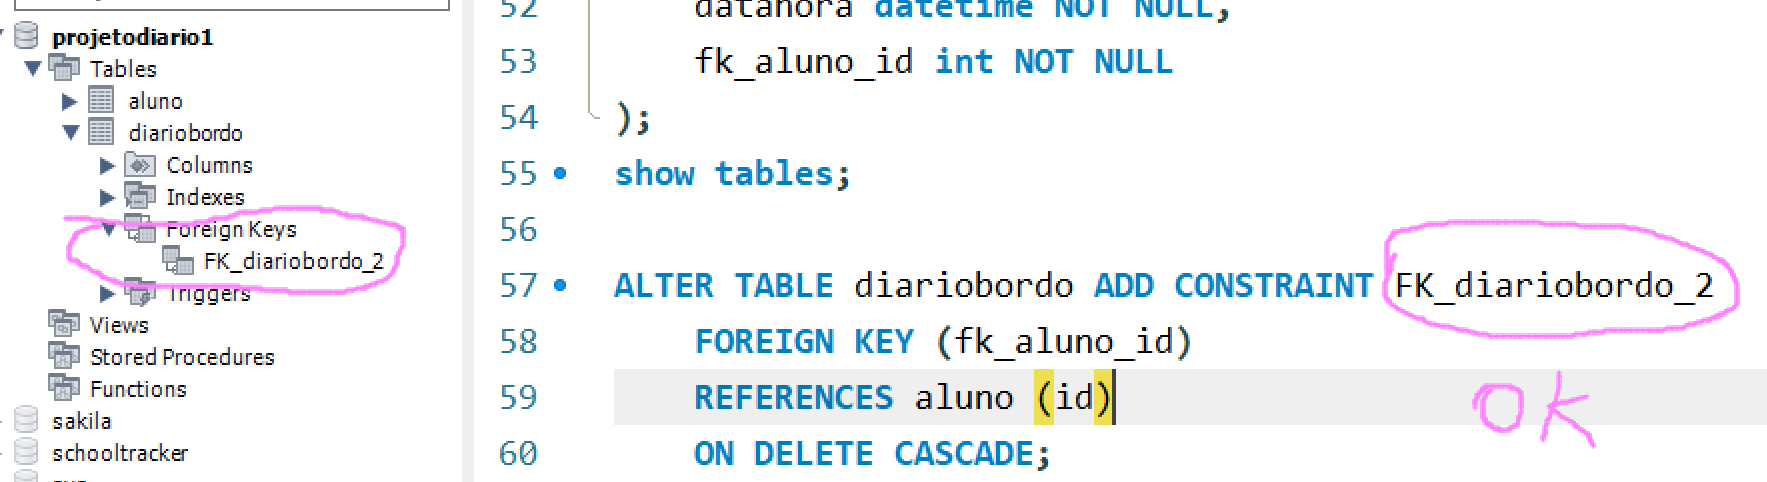 projetodiario1
Tables
aluno
diariobordo
Columns
Indexes
Foreign Keys
FK_diariobordo_2
Triggers
Views
Stored Procedures
Functions
sakila
schooltracker
52 datahora datetime NOT NULL,
53 fk_aluno_id int NOT NULL
54 );
55 show tables;
56
57 ALTER TABLE diariobordo ADD CONSTRAINT FK_diariobordo_2
58 FOREIGN KEY (fk_aluno_id)
59 REFERENCES aluno (id)
60 ON DELETE CASCADE;
OK